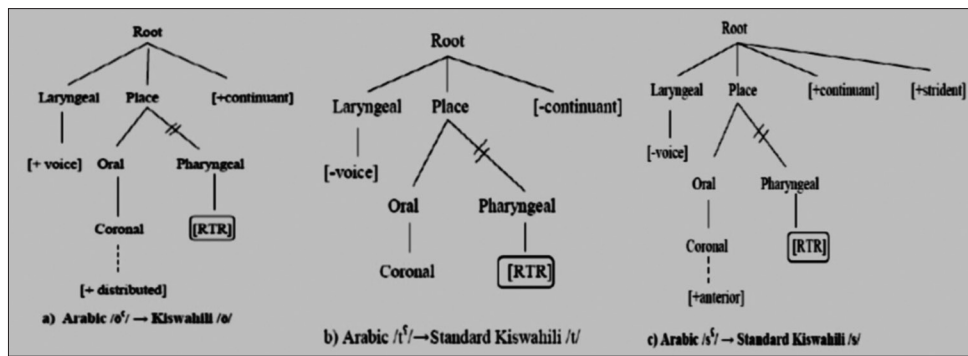 Root
Laryngeal Place [+continuant]
[+ voice] Oral Pharyngeal
Coronal [RTR]
[+ distributed]
a) Arabic /ðˤ/ → Kiswahili /ð/
Root
Laryngeal Place [-continuant]
[-voice]
Oral Pharyngeal
Coronal [RTR]
b) Arabic /tˤ/→Standard Kiswahili /t/
Root
Laryngeal Place [+continuant] [+strident]
[-voice]
Oral Pharyngeal
Coronal [RTR]
[+anterior]
c) Arabic /sˤ/ → Standard Kiswahili /s/